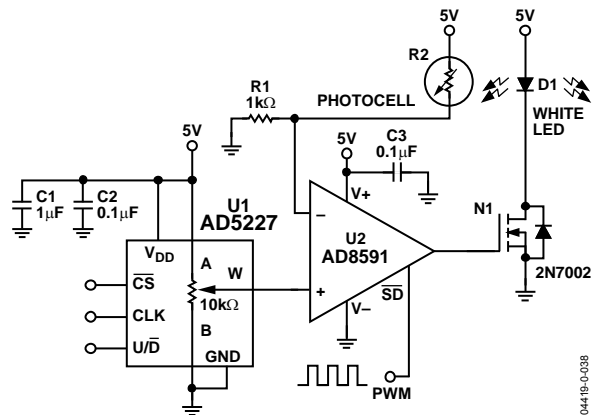 5V
5V
R2
R1
1kΩ
PHOTOCELL
D1
WHITE
LED
5V
5V
C3
0.1μF
C1
1μF
C2
0.1μF
U1
AD5227
V+
N1
VDD
A
W
−
U2
AD8591
CS̅
10kΩ
+
S̅D̅
2N7002
CLK
B
V−
U/D̅
GND
PWM
04419-0-038